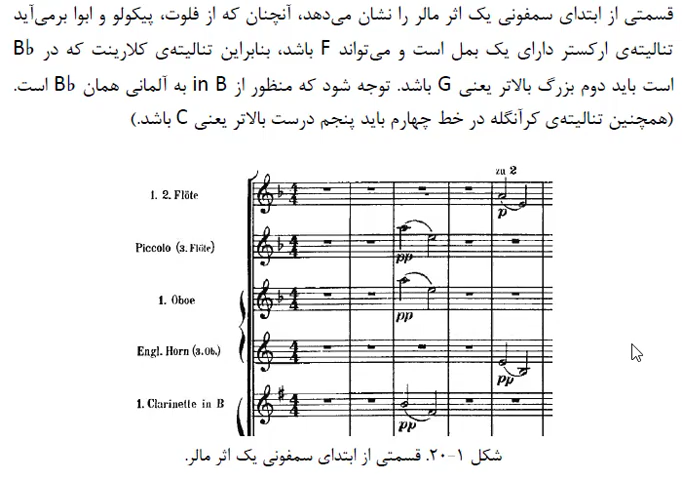 قسمتی از ابتدای سمفونی یک اثر مالر را نشان می‌دهد، آنچنان که از فلوت، پیکولو و ابوا برمی‌آید
تنالیته‌ی ارکستر دارای یک بمل است و می‌تواند F باشد، بنابراین تنالیته‌ی کلارینت که در B♭
است باید دوم بزرگ بالاتر یعنی G باشد. توجه شود که منظور از in B به آلمانی همان B♭ است.
(همچنین تنالیته‌ی کرآنگله در خط چهارم باید پنجم درست بالاتر یعنی C باشد.)
zu 2
1. 2. Flöte
p
Piccolo (3. Flöte)
pp
1. Oboe
pp
Engl. Horn (3. Ob.)
pp
1. Clarinette in B
pp
شکل ۱-۲۰. قسمتی از ابتدای سمفونی یک اثر مالر.